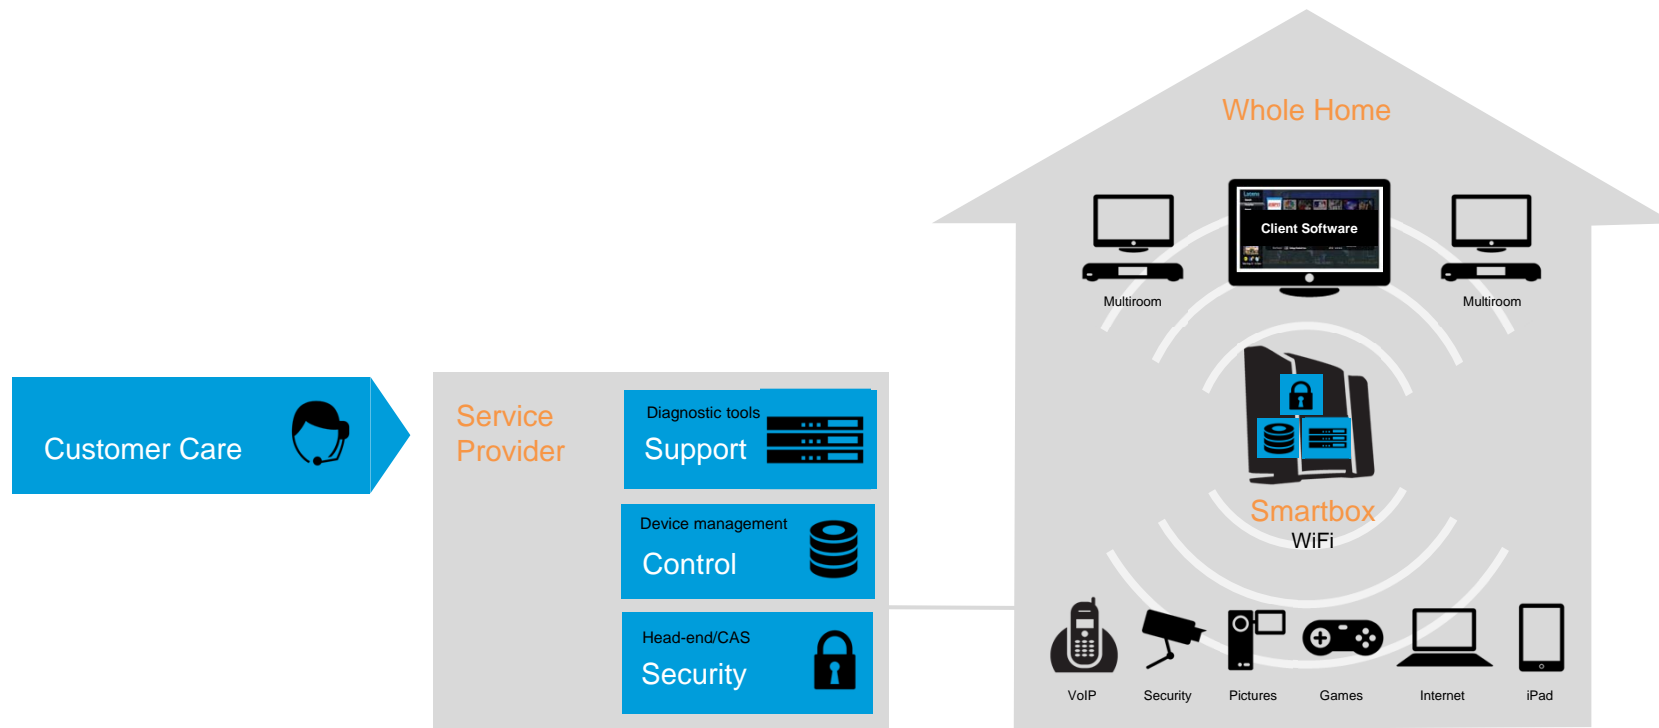 Whole Home
Client Software
Multiroom
Multiroom
Customer Care
Service
Provider
Diagnostic tools
Support
Device management
Control
Head-end/CAS
Security
Smartbox
WiFi
VoIP
Security
Pictures
Games
Internet
iPad